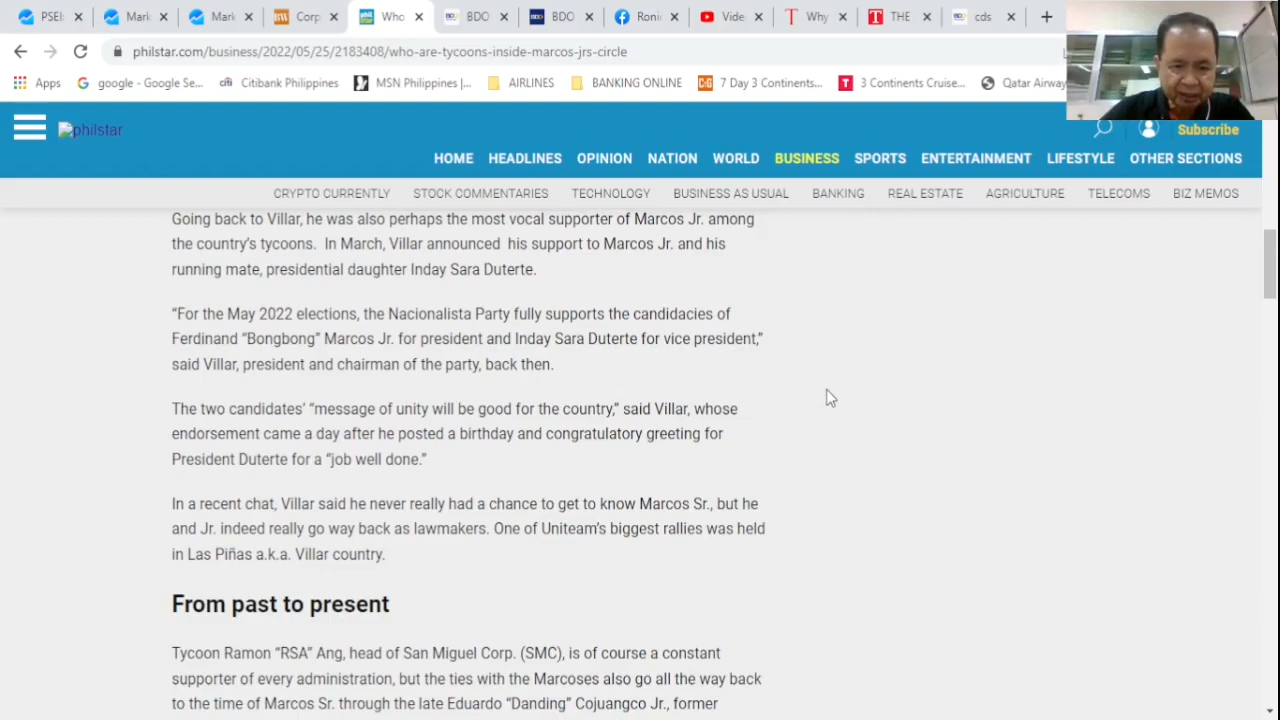 PSEi
Mark
Mark
Corp
Who
BDO
BDO
Roni
Vide
Why
THE
cds
philstar.com/business/2022/05/25/2183408/who-are-tycoons-inside-marcos-jrs-circle
Apps
google - Google Se...
Citibank Philippines
MSN Philippines |...
AIRLINES
BANKING ONLINE
7 Day 3 Continents...
3 Continents Cruise...
Qatar Airway
philstar
Subscribe
HOME HEADLINES OPINION NATION WORLD BUSINESS SPORTS ENTERTAINMENT LIFESTYLE OTHER SECTIONS
CRYPTO CURRENTLY STOCK COMMENTARIES TECHNOLOGY BUSINESS AS USUAL BANKING REAL ESTATE AGRICULTURE TELECOMS BIZ MEMOS
Going back to Villar, he was also perhaps the most vocal supporter of Marcos Jr. among
the country's tycoons. In March, Villar announced his support to Marcos Jr. and his
running mate, presidential daughter Inday Sara Duterte.
“For the May 2022 elections, the Nacionalista Party fully supports the candidacies of
Ferdinand “Bongbong” Marcos Jr. for president and Inday Sara Duterte for vice president,”
said Villar, president and chairman of the party, back then.
The two candidates’ “message of unity will be good for the country,” said Villar, whose
endorsement came a day after he posted a birthday and congratulatory greeting for
President Duterte for a “job well done.”
In a recent chat, Villar said he never really had a chance to get to know Marcos Sr., but he
and Jr. indeed really go way back as lawmakers. One of Uniteam’s biggest rallies was held
in Las Piñas a.k.a. Villar country.
From past to present
Tycoon Ramon “RSA” Ang, head of San Miguel Corp. (SMC), is of course a constant
supporter of every administration, but the ties with the Marcoses also go all the way back
to the time of Marcos Sr. through the late Eduardo “Danding” Cojuangco Jr., former